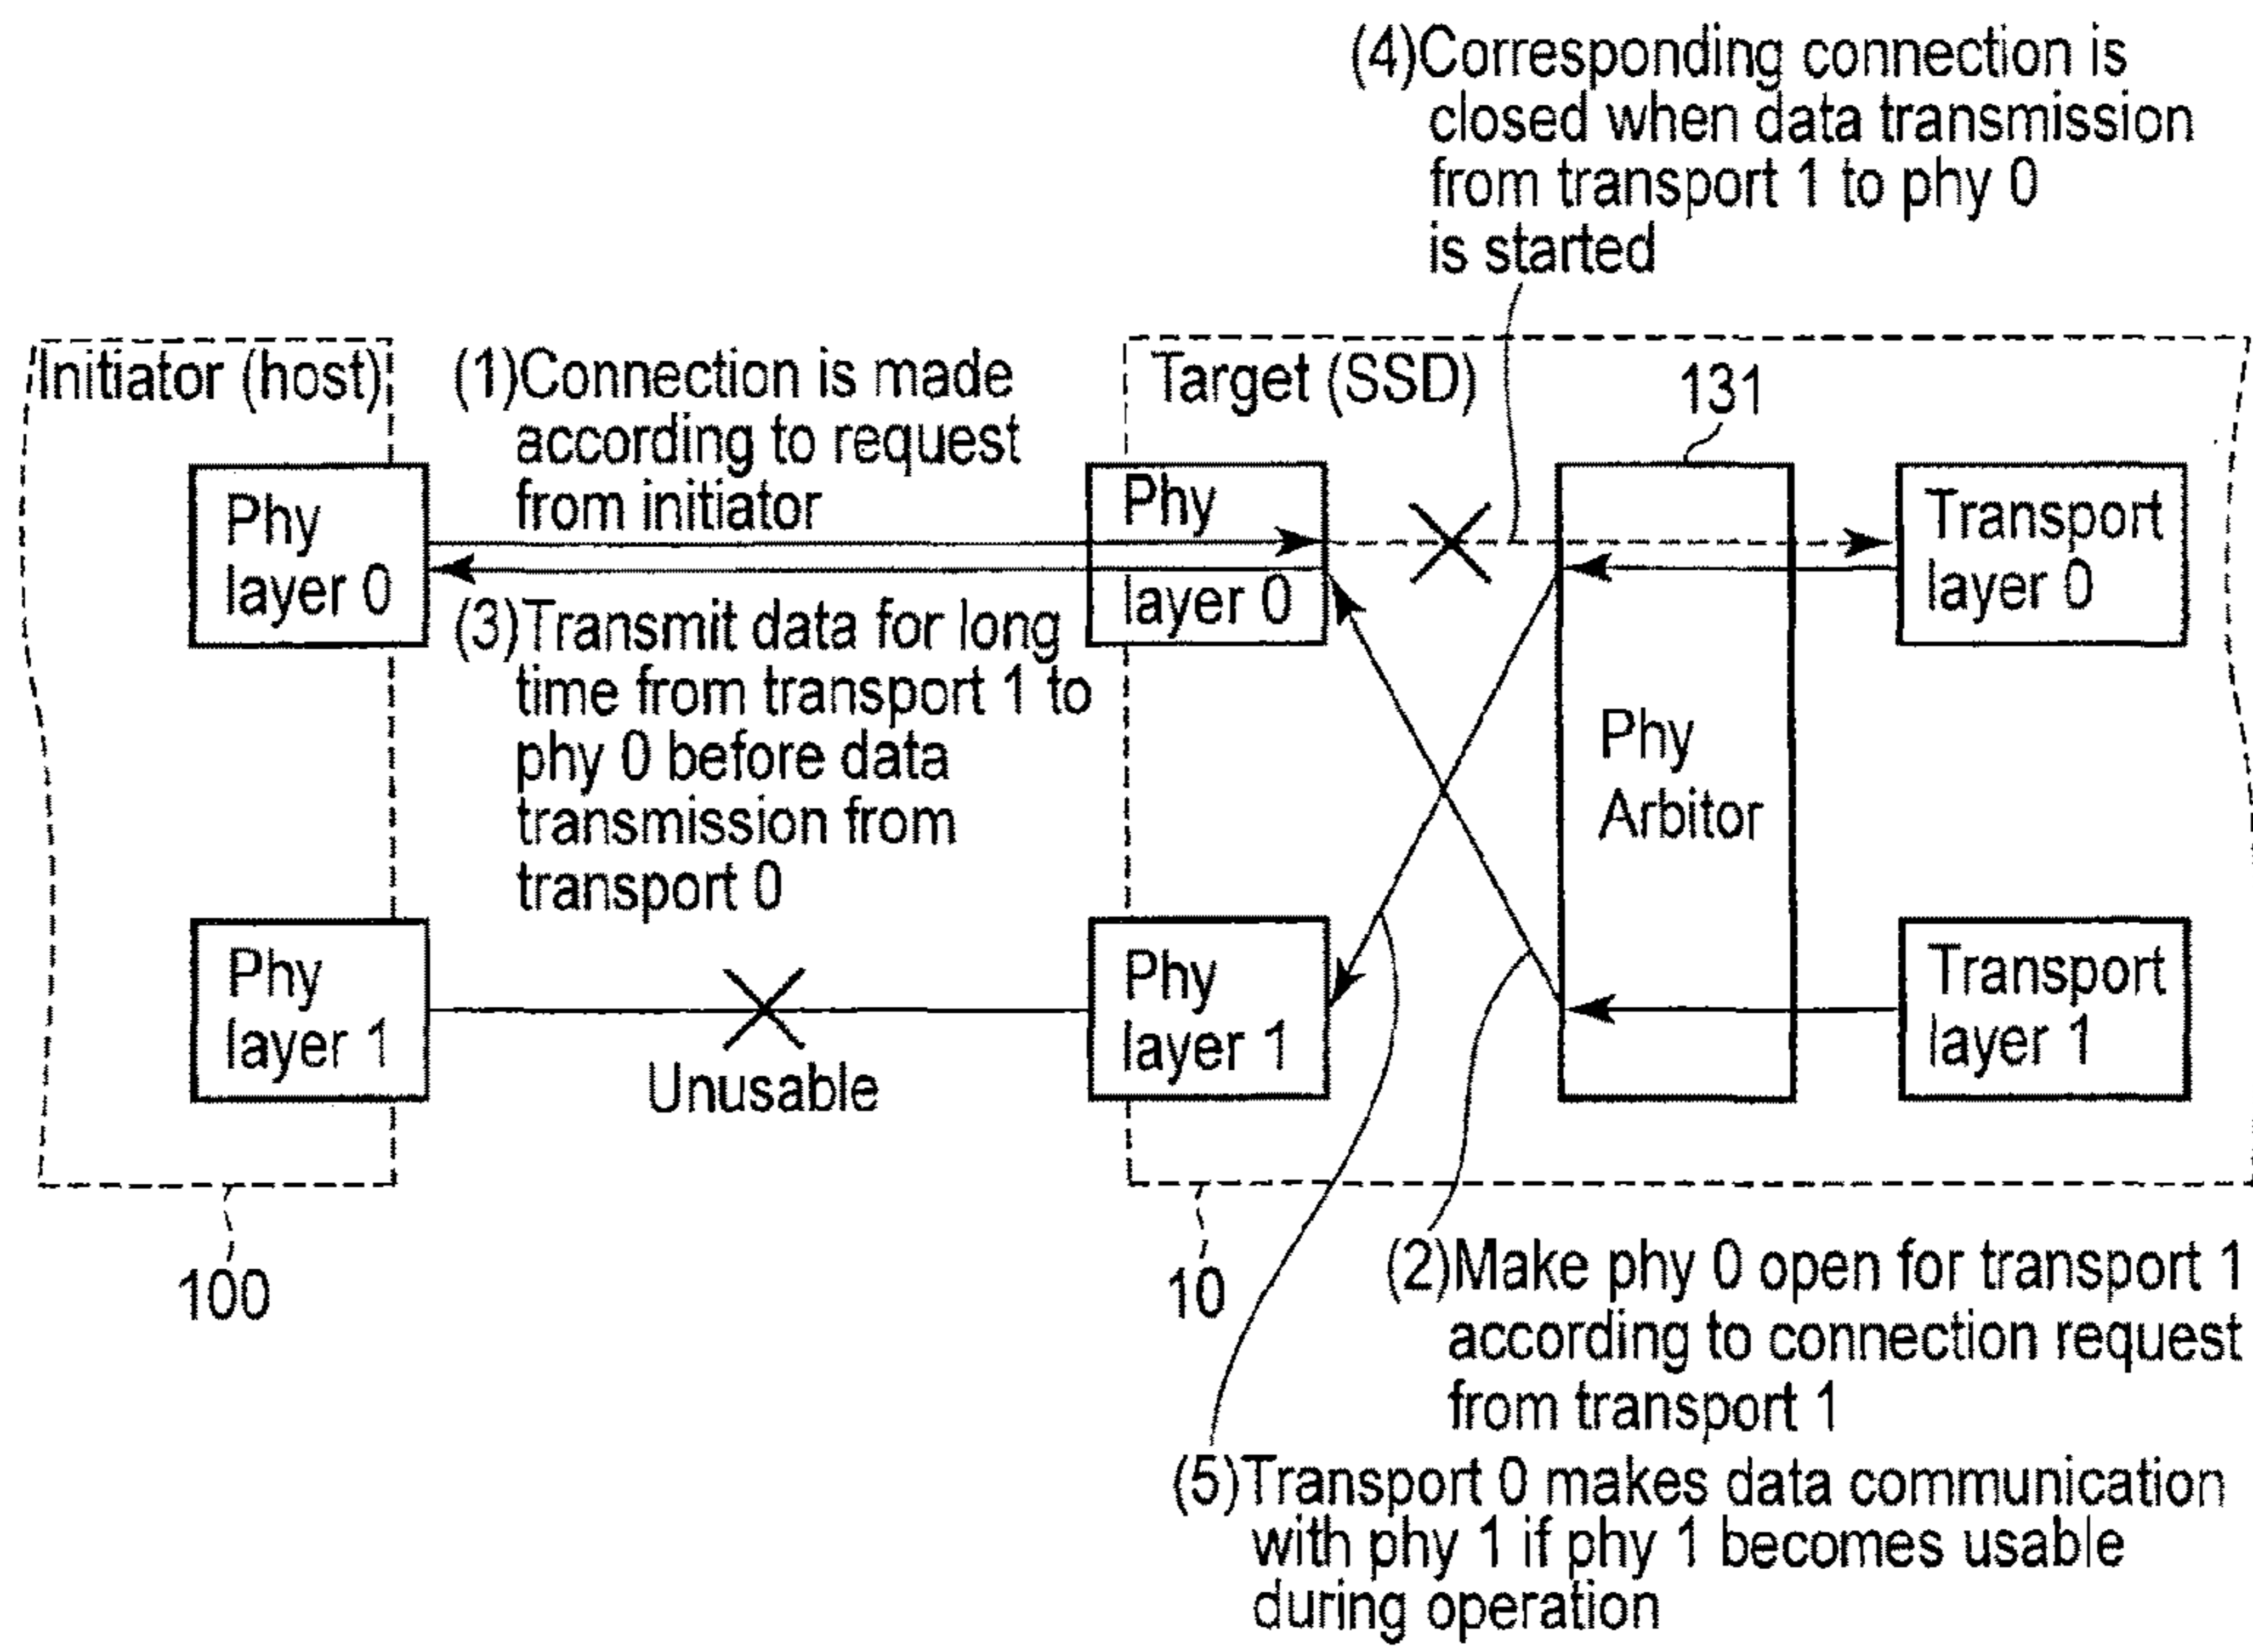 (4)Corresponding connection is
closed when data transmission
from transport 1 to phy 0
is started
Initiator (host)
(1)Connection is made
according to request
from initiator
Target (SSD)
131
Phy
layer 0
Phy
layer 0
Transport
layer 0
(3)Transmit data for long
time from transport 1 to
phy 0 before data
transmission from
transport 0
Phy
Arbitor
Phy
layer 1
Unusable
Phy
layer 1
Transport
layer 1
100
10
(2)Make phy 0 open for transport 1
according to connection request
from transport 1
(5)Transport 0 makes data communication
with phy 1 if phy 1 becomes usable
during operation